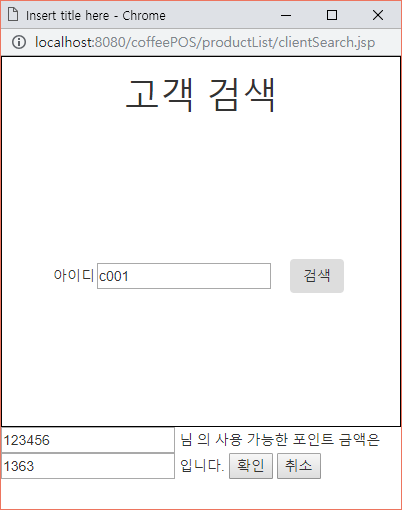 Insert title here - Chrome
localhost:8080/coffeePOS/productList/clientSearch.jsp
고객 검색
아이디 c001 검색
123456 님 의 사용 가능한 포인트 금액은
1363 입니다. 확인 취소